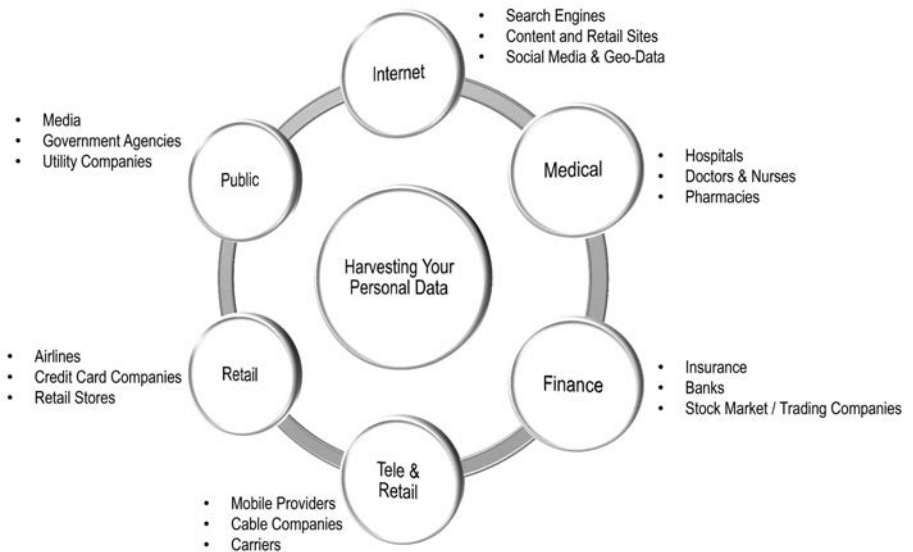 Internet
• Search Engines
• Content and Retail Sites
• Social Media & Geo-Data
Medical
• Hospitals
• Doctors & Nurses
• Pharmacies
Finance
• Insurance
• Banks
• Stock Market / Trading Companies
Tele &
Retail
• Mobile Providers
• Cable Companies
• Carriers
Retail
• Airlines
• Credit Card Companies
• Retail Stores
Public
• Media
• Government Agencies
• Utility Companies
Harvesting Your
Personal Data